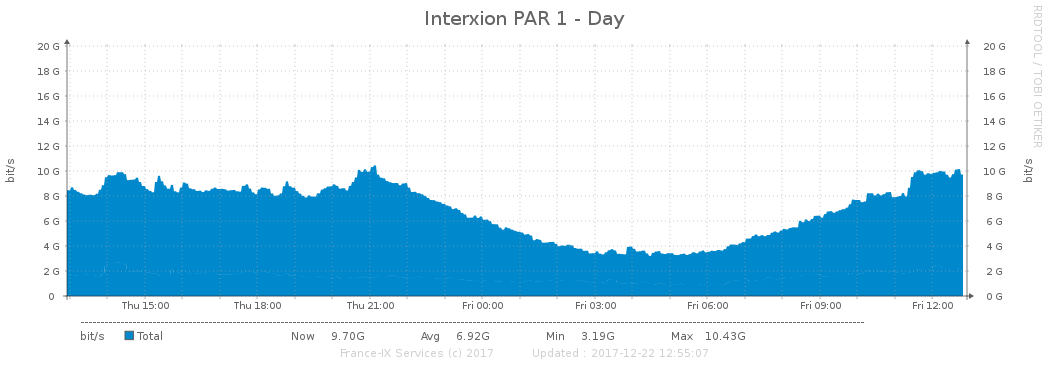 Interxion PAR 1 - Day
RRDTOOL / TOBI OETIKER
bit/s
20 G 20 G
18 G 18 G
16 G 16 G
14 G 14 G
12 G 12 G
10 G 10 G
8 G 8 G
6 G 6 G
4 G 4 G
2 G 2 G
0 0 G
bit/s
Thu 15:00 Thu 18:00 Thu 21:00 Fri 00:00 Fri 03:00 Fri 06:00 Fri 09:00 Fri 12:00
bit/s Total Now 9.70G Avg 6.92G Min 3.19G Max 10.43G
France-IX Services (c) 2017 Updated : 2017-12-22 12:55:07